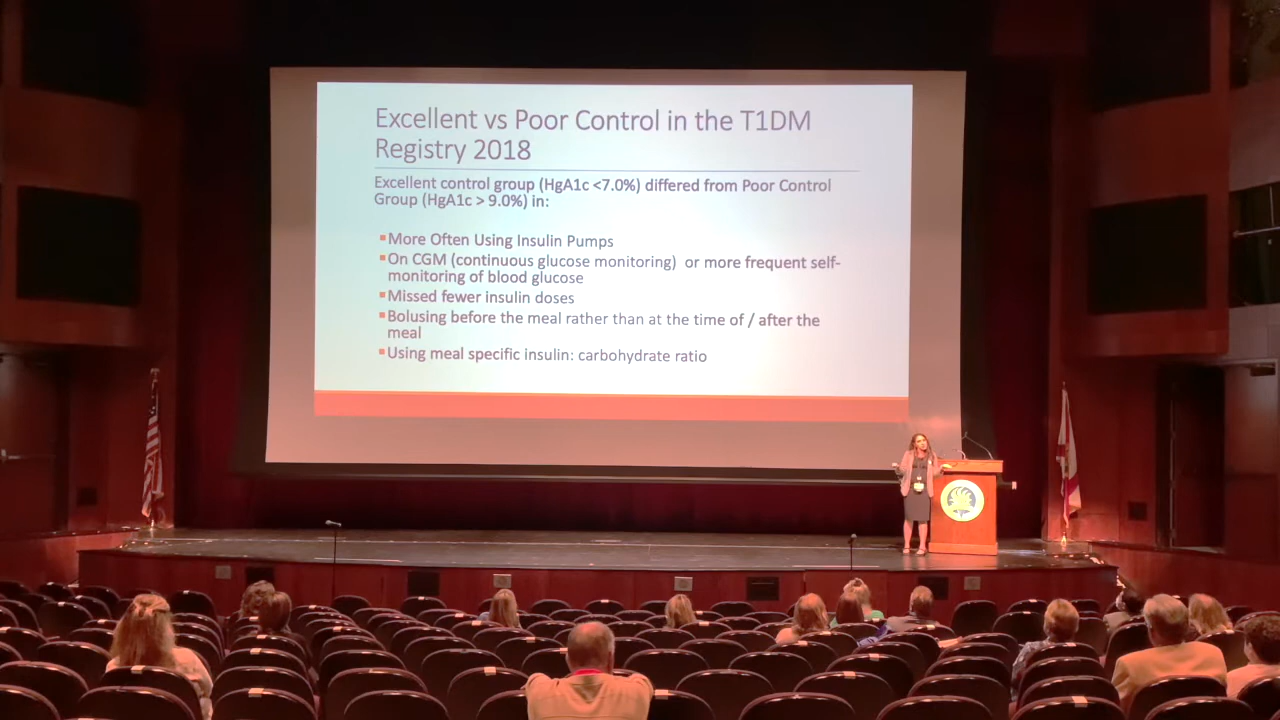 Excellent vs Poor Control in the T1DM
Registry 2018
Excellent control group (HgA1c <7.0%) differed from Poor Control
Group (HgA1c > 9.0%) in:
▪More Often Using Insulin Pumps
▪On CGM (continuous glucose monitoring) or more frequent self-
monitoring of blood glucose
▪Missed fewer insulin doses
▪Bolusing before the meal rather than at the time of / after the
meal
▪Using meal specific insulin: carbohydrate ratio